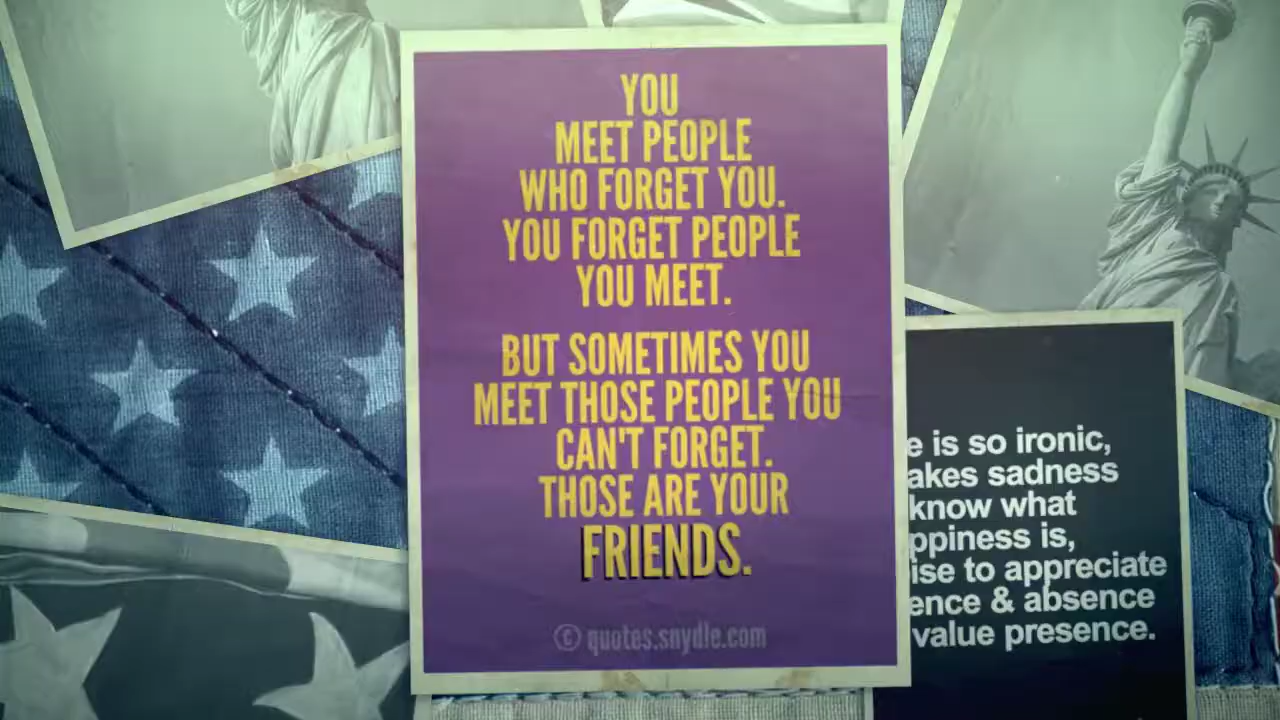 YOU
MEET PEOPLE
WHO FORGET YOU.
YOU FORGET PEOPLE
YOU MEET.
BUT SOMETIMES YOU
MEET THOSE PEOPLE YOU
CAN'T FORGET.
THOSE ARE YOUR
FRIENDS.
© quotes.snydle.com
is so ironic,
sadness
know what
is,
to appreciate
& absence
value presence.